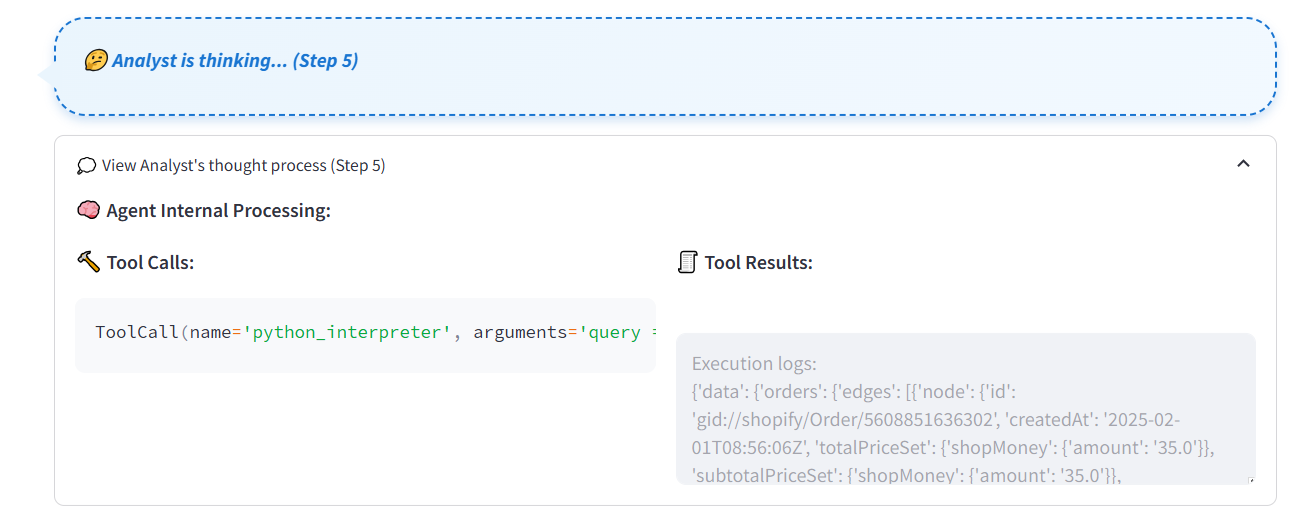 🤔 Analyst is thinking... (Step 5)
💭 View Analyst's thought process (Step 5)
🧠 Agent Internal Processing:
🔨 Tool Calls:
ToolCall(name='python_interpreter', arguments='query =
📜 Tool Results:
Execution logs:
{'data': {'orders': {'edges': [{'node': {'id':
'gid://shopify/Order/5608851636302', 'createdAt': '2025-02-
01T08:56:06Z', 'totalPriceSet': {'shopMoney': {'amount': '35.0'}},
'subtotalPriceSet': {'shopMoney': {'amount': '35.0'}},